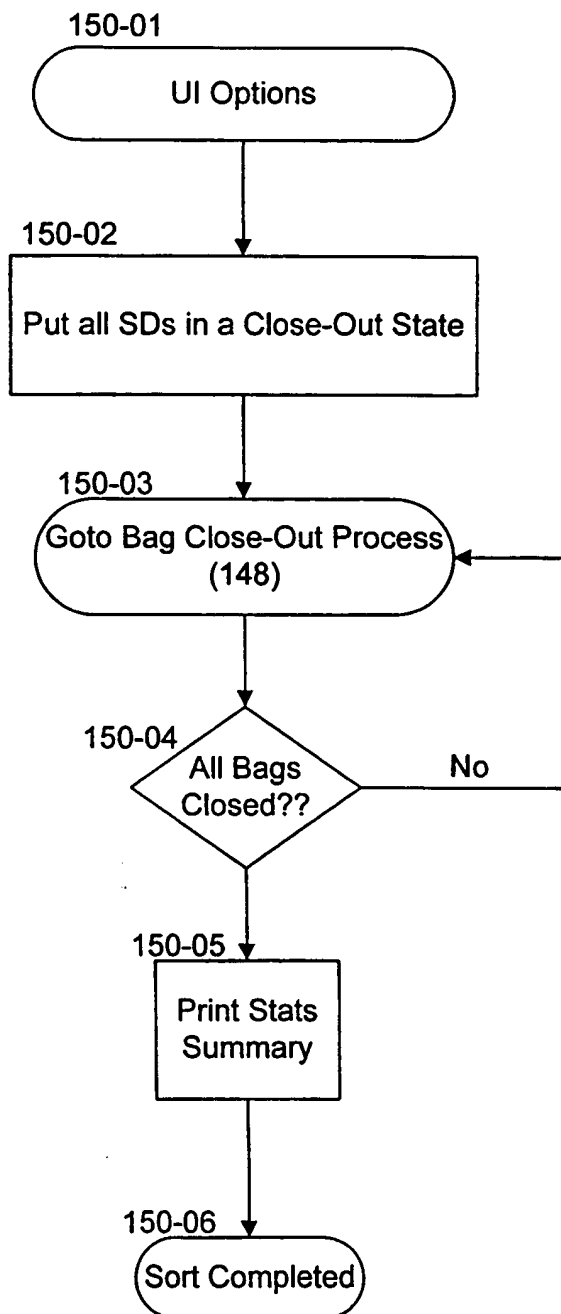 150-01
UI Options
150-02
Put all SDs in a Close-Out State
150-03
Goto Bag Close-Out Process
(148)
150-04
All Bags
Closed??
No
150-05
Print Stats
Summary
150-06
Sort Completed